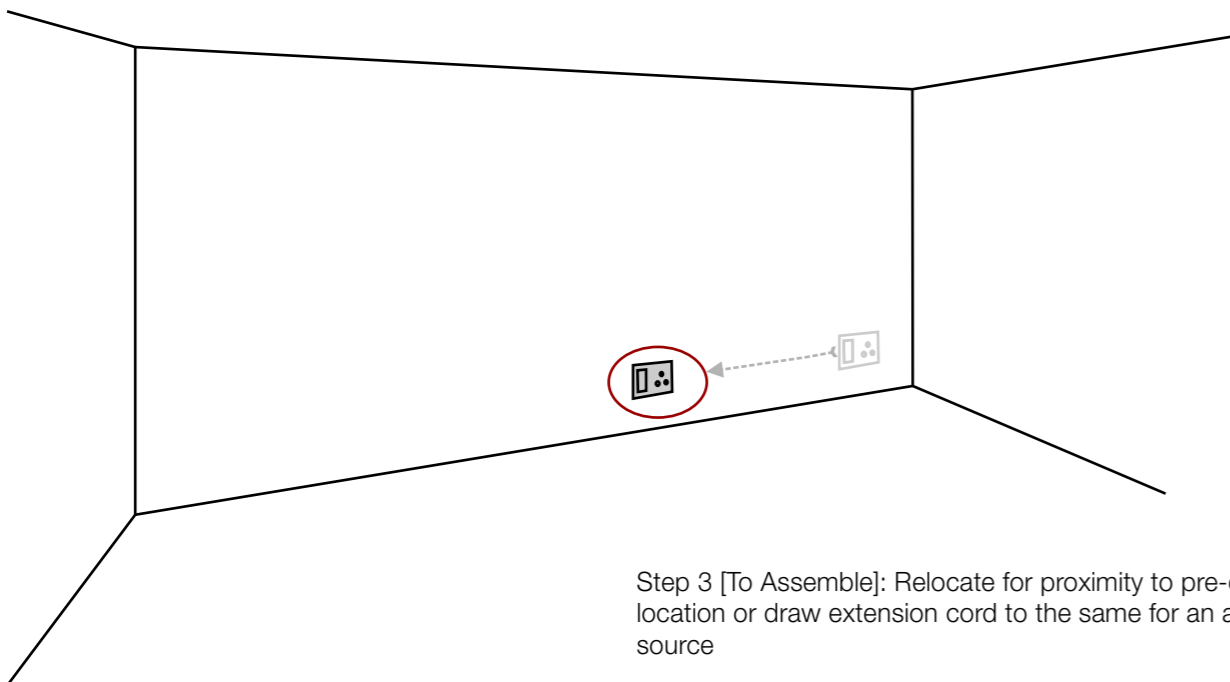 Step 3 [To Assemble]: Relocate for proximity to pre-
location or draw extension cord to the same for an
source